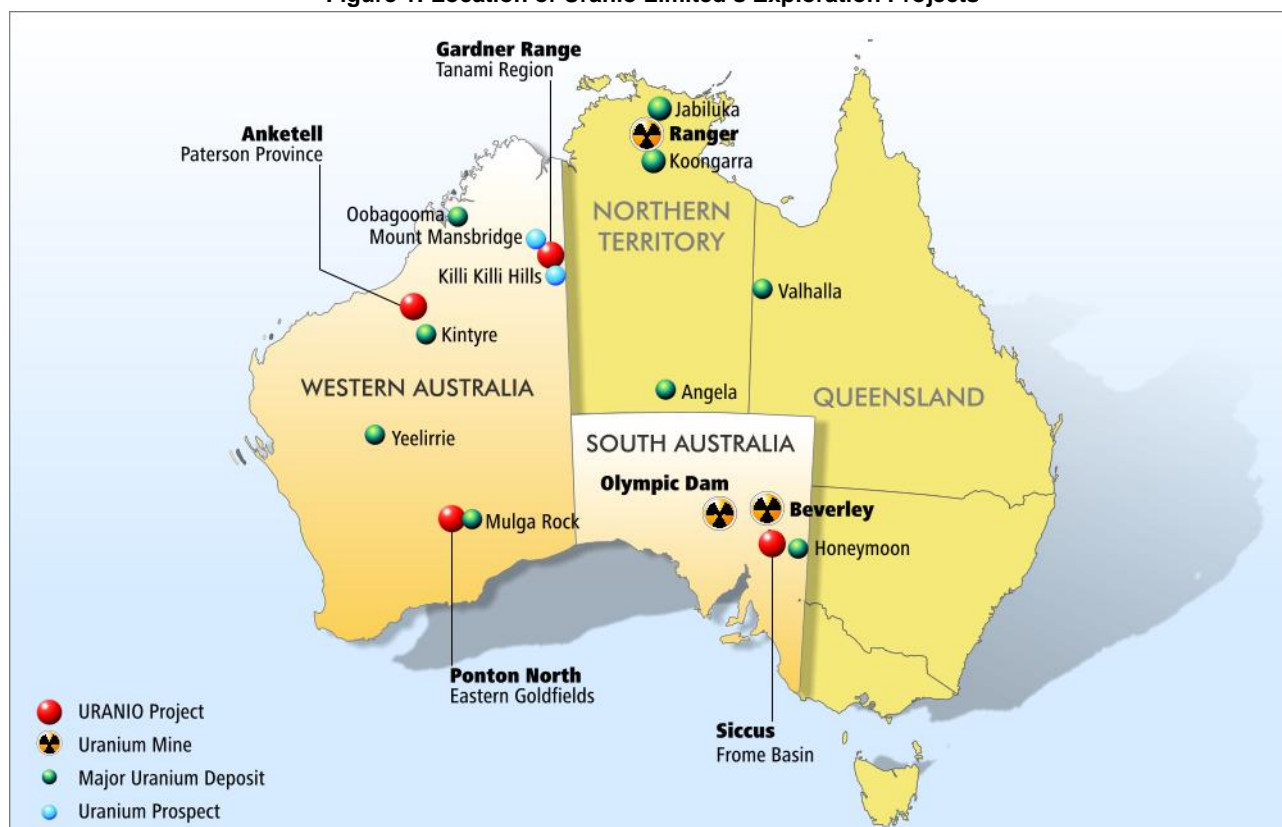 Figure 1: Location of Uranio Limited's Exploration Projects
Gardner Range
Tanami Region
Jabiluka
Anketell
Paterson Province
Ranger
Koongarra
Oobagooma
Mount Mansbridge
NORTHERN
TERRITORY
Killi Killi Hills
Valhalla
Kintyre
WESTERN AUSTRALIA
Angela
QUEENSLAND
Yeelirrie
SOUTH AUSTRALIA
Olympic Dam
Beverley
Mulga Rock
Honeymoon
Ponton North
Eastern Goldfields
Siccus
Frome Basin
URANIO Project
Uranium Mine
Major Uranium Deposit
Uranium Prospect